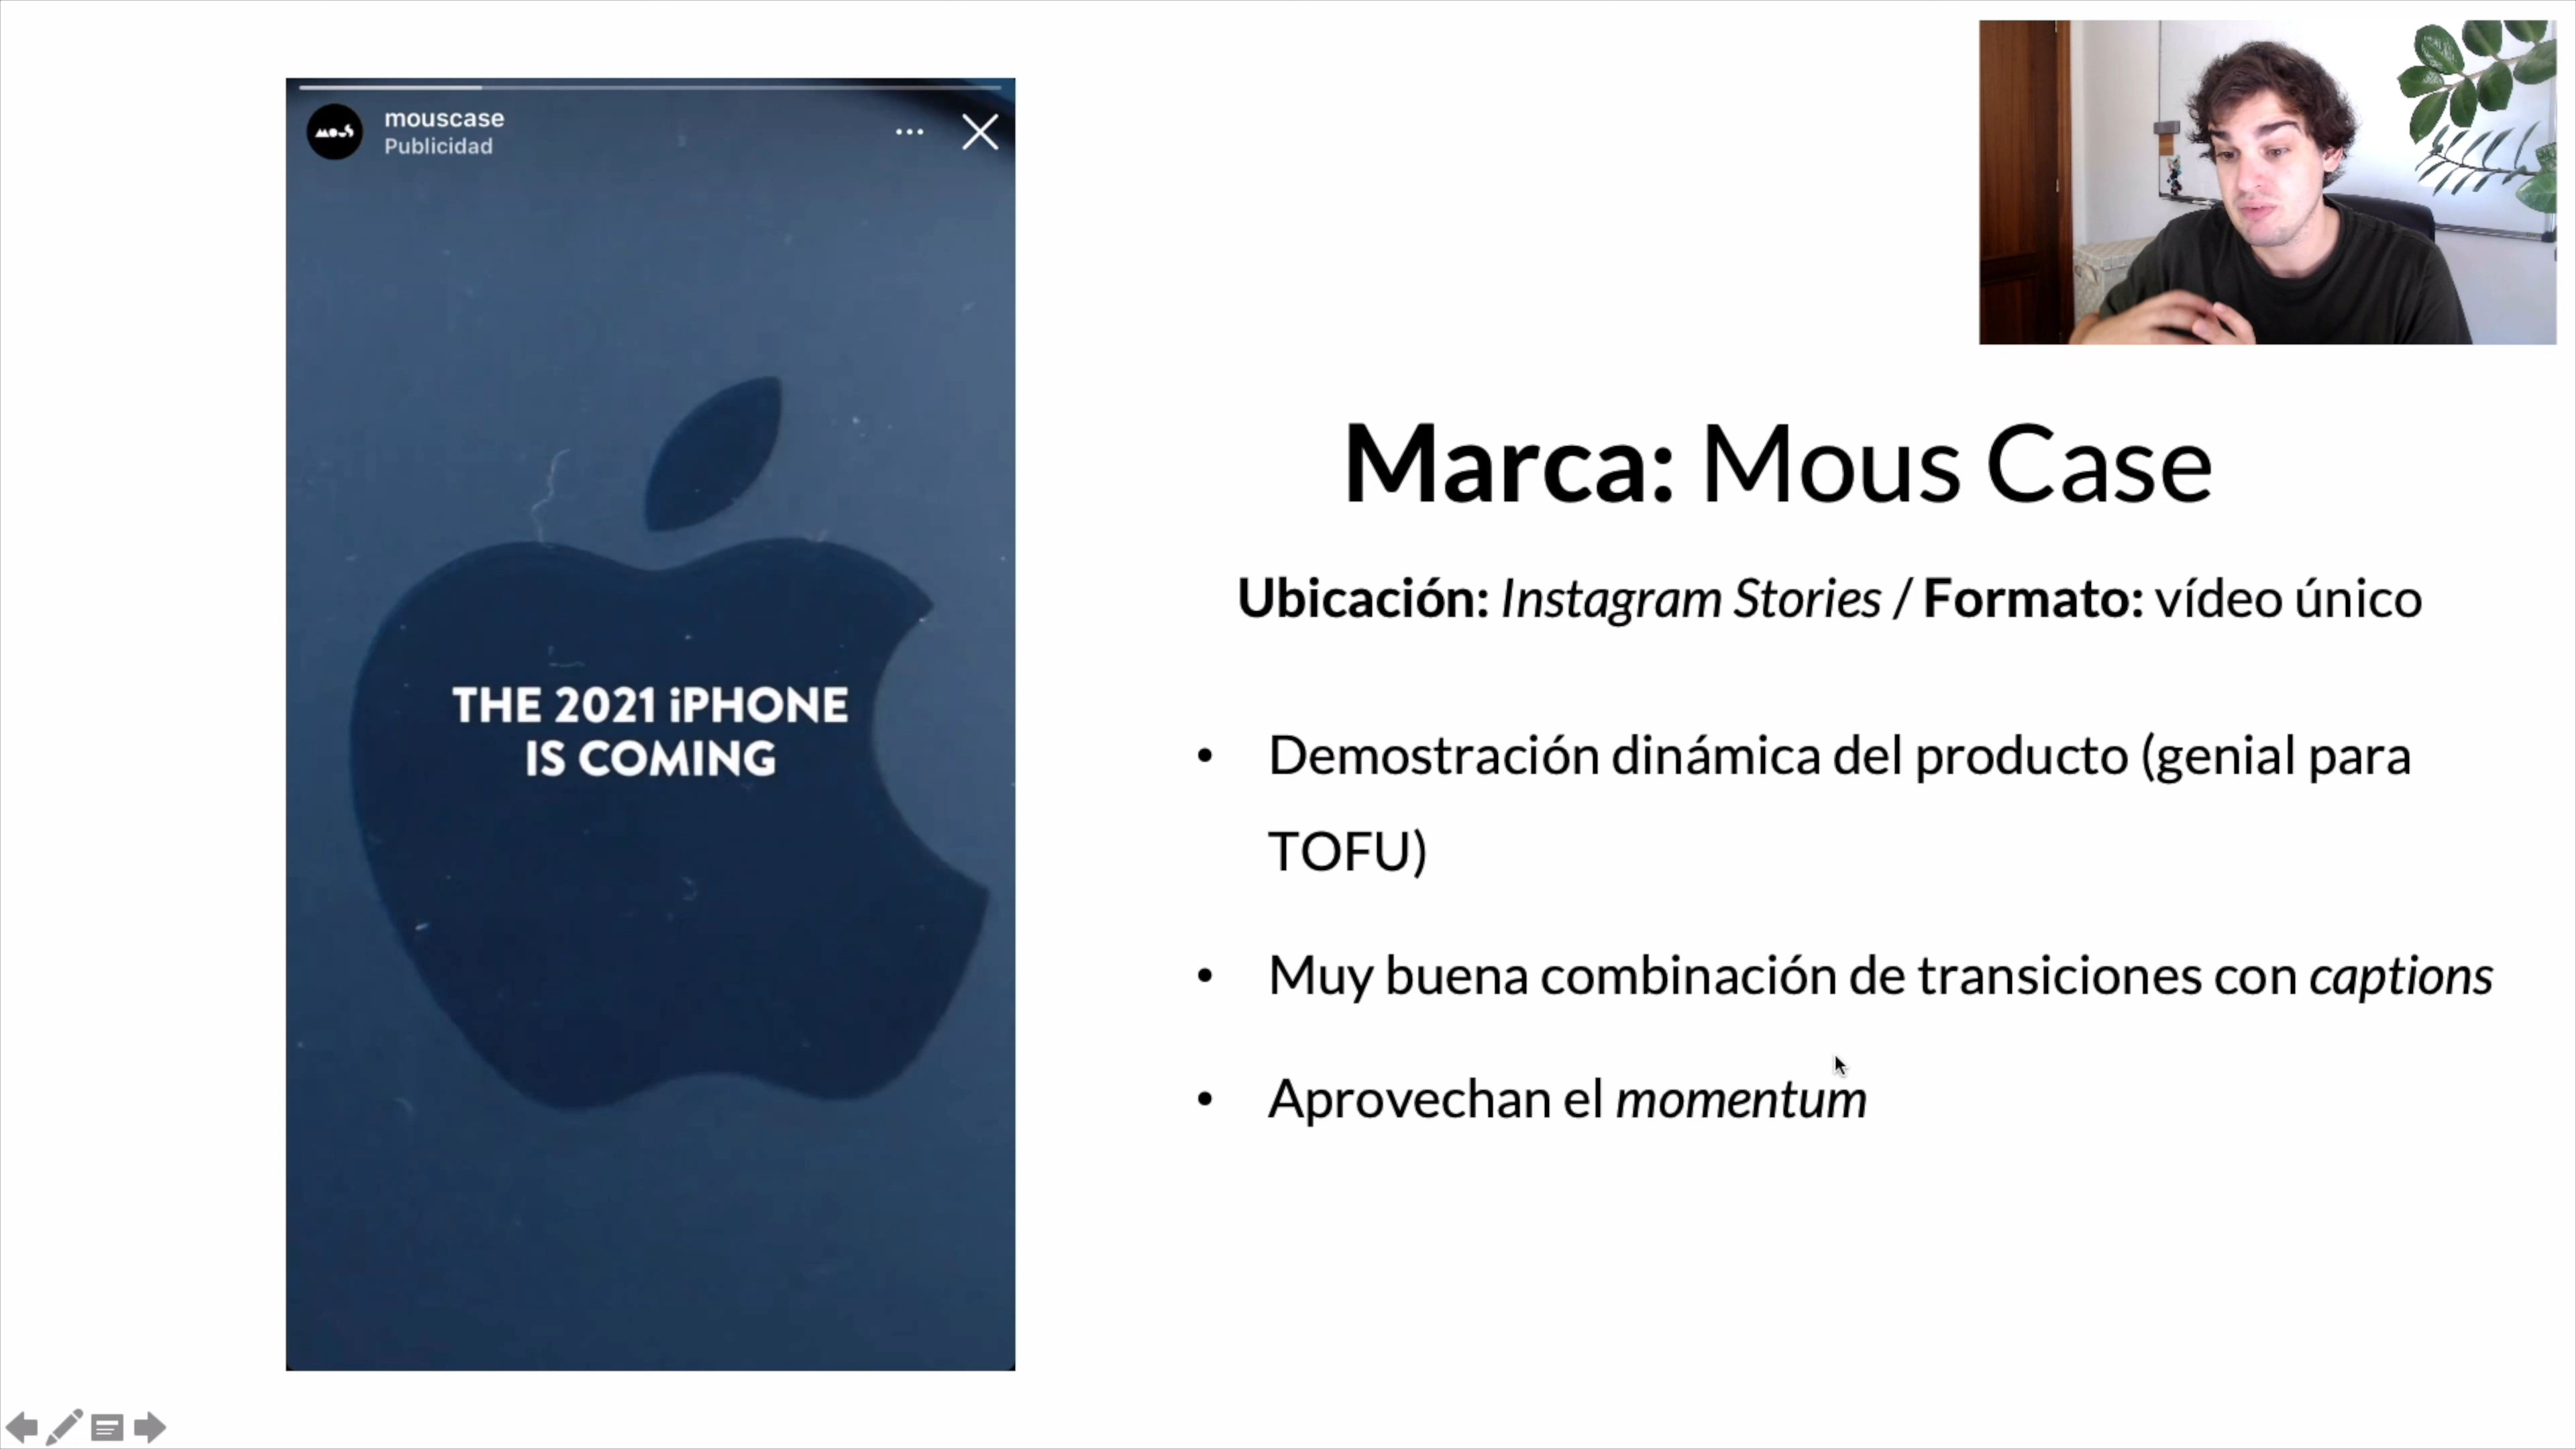 mouscase
Publicidad
mous
THE 2021 iPHONE
IS COMING
Marca: Mous Case
Ubicación: Instagram Stories / Formato: vídeo único
• Demostración dinámica del producto (genial para
TOFU)
• Muy buena combinación de transiciones con captions
• Aprovechan el momentum